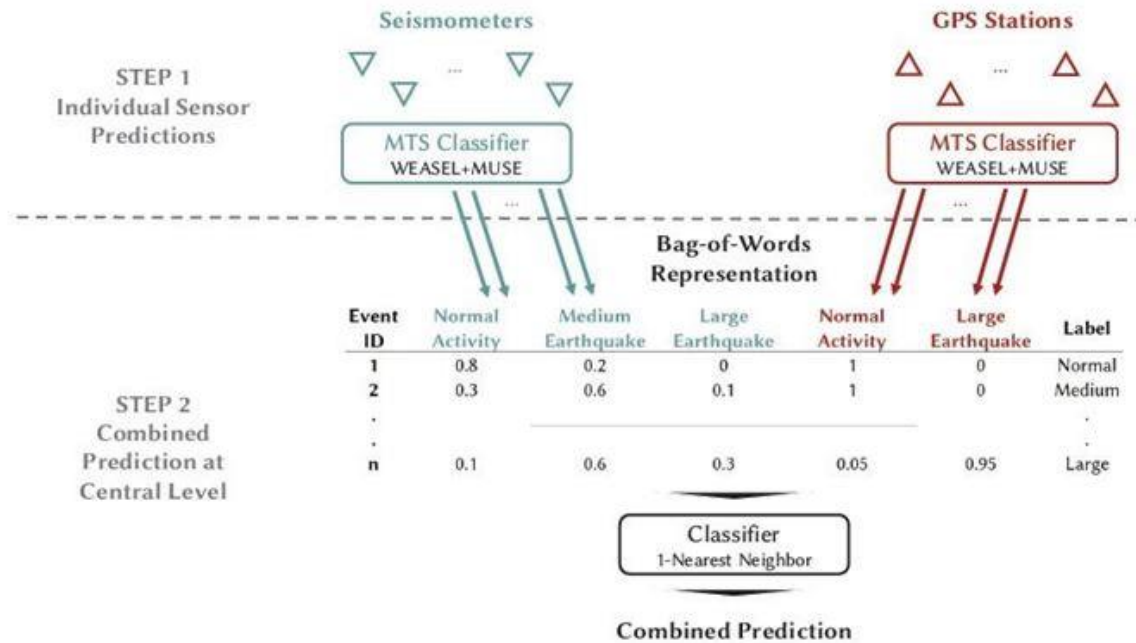 Seismometers
GPS Stations
...
...
STEP 1
Individual Sensor
Predictions
MTS Classifier
WEASEL+MUSE
MTS Classifier
WEASEL+MUSE
...
...
Bag-of-Words
Representation
Event ID Normal Activity Medium Earthquake Large Earthquake Normal Activity Large Earthquake Label
1 0.8 0.2 0 1 0 Normal
2 0.3 0.6 0.1 1 0 Medium
. .
. .
n 0.1 0.6 0.3 0.05 0.95 Large
STEP 2
Combined
Prediction at
Central Level
Classifier
1-Nearest Neighbor
Combined Prediction